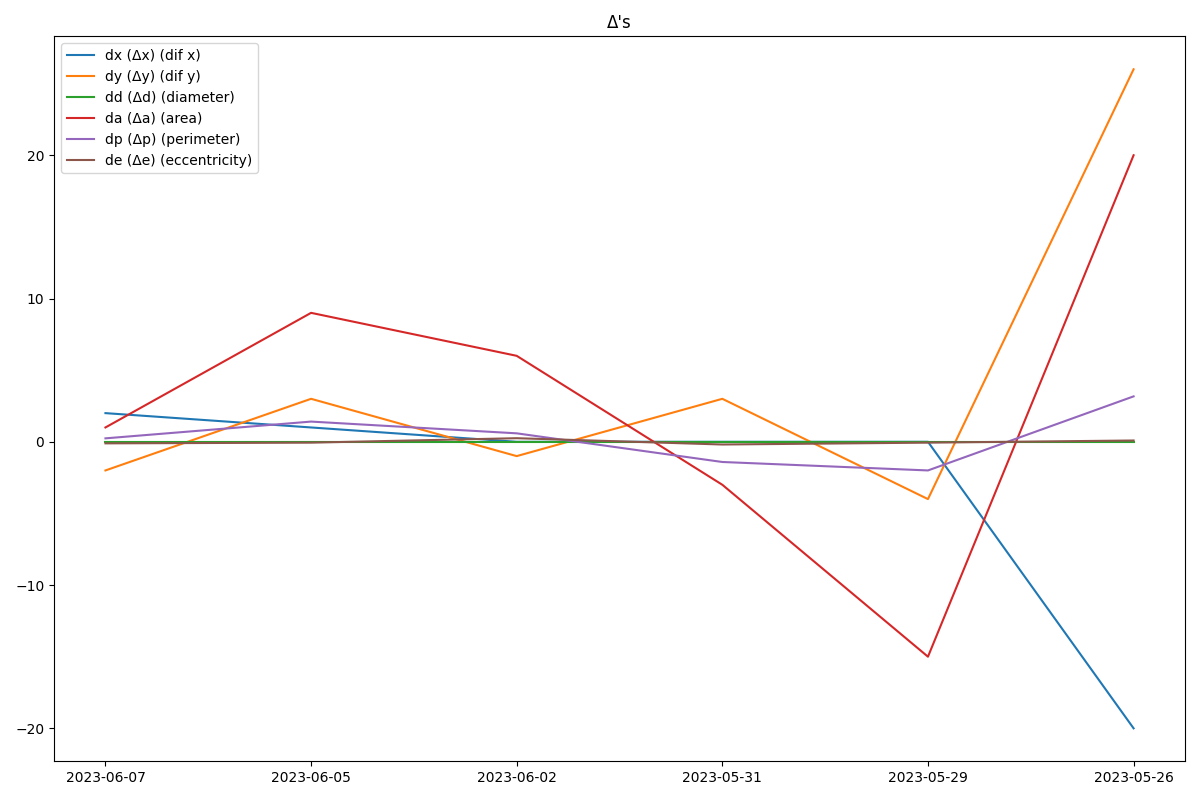 Δ's
dx (Δx) (dif x)
dy (Δy) (dif y)
dd (Δd) (diameter)
da (Δa) (area)
dp (Δp) (perimeter)
de (Δe) (eccentricity)
20
10
0
−10
−20
2023-06-07 2023-06-05 2023-06-02 2023-05-31 2023-05-29 2023-05-26